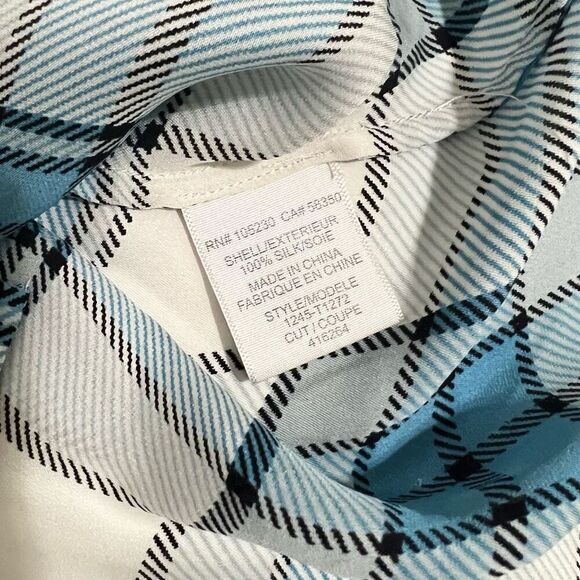 RN# 105230 CA# 56350
SHELL/EXTERIEUR
100% SILK/SOIE
MADE IN CHINA
FABRIQUE EN CHINE
STYLE/MODELE
1245-T1272
CUT / COUPE
416264